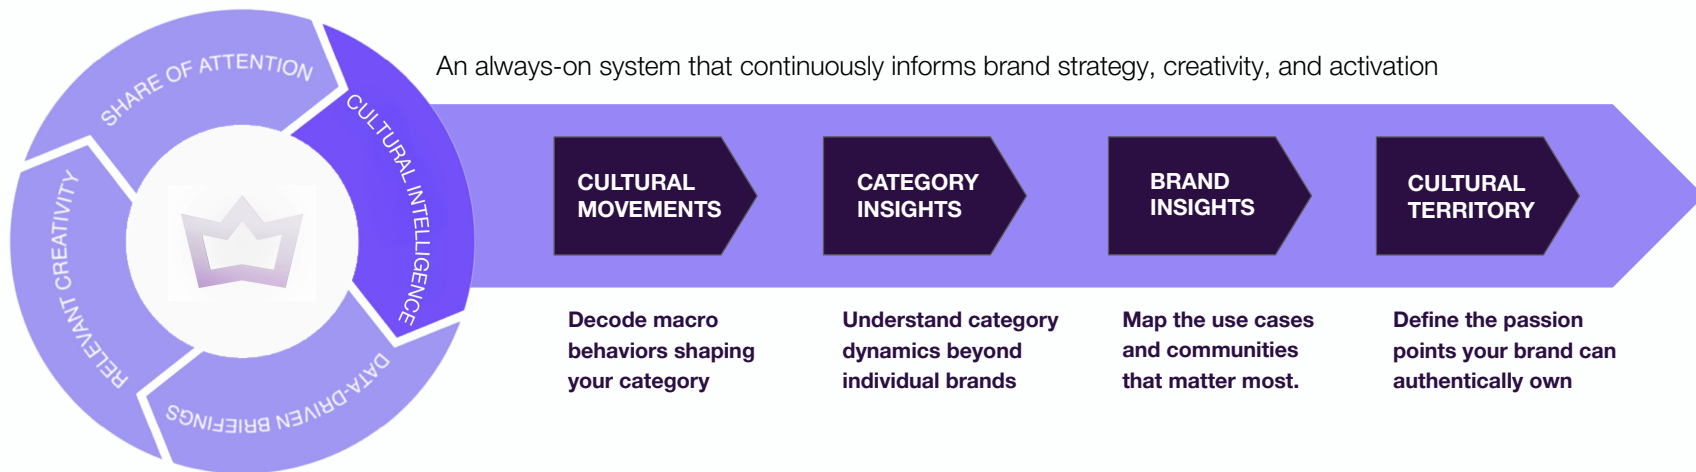 SHARE OF ATTENTION
CULTURAL INTELLIGENCE
DATA-DRIVEN BRIEFINGS
RELEVANT CREATIVITY
An always-on system that continuously informs brand strategy, creativity, and activation
CULTURAL
MOVEMENTS
CATEGORY
INSIGHTS
BRAND
INSIGHTS
CULTURAL
TERRITORY
Decode macro
behaviors shaping
your category
Understand category
dynamics beyond
individual brands
Map the use cases
and communities
that matter most.
Define the passion
points your brand can
authentically own